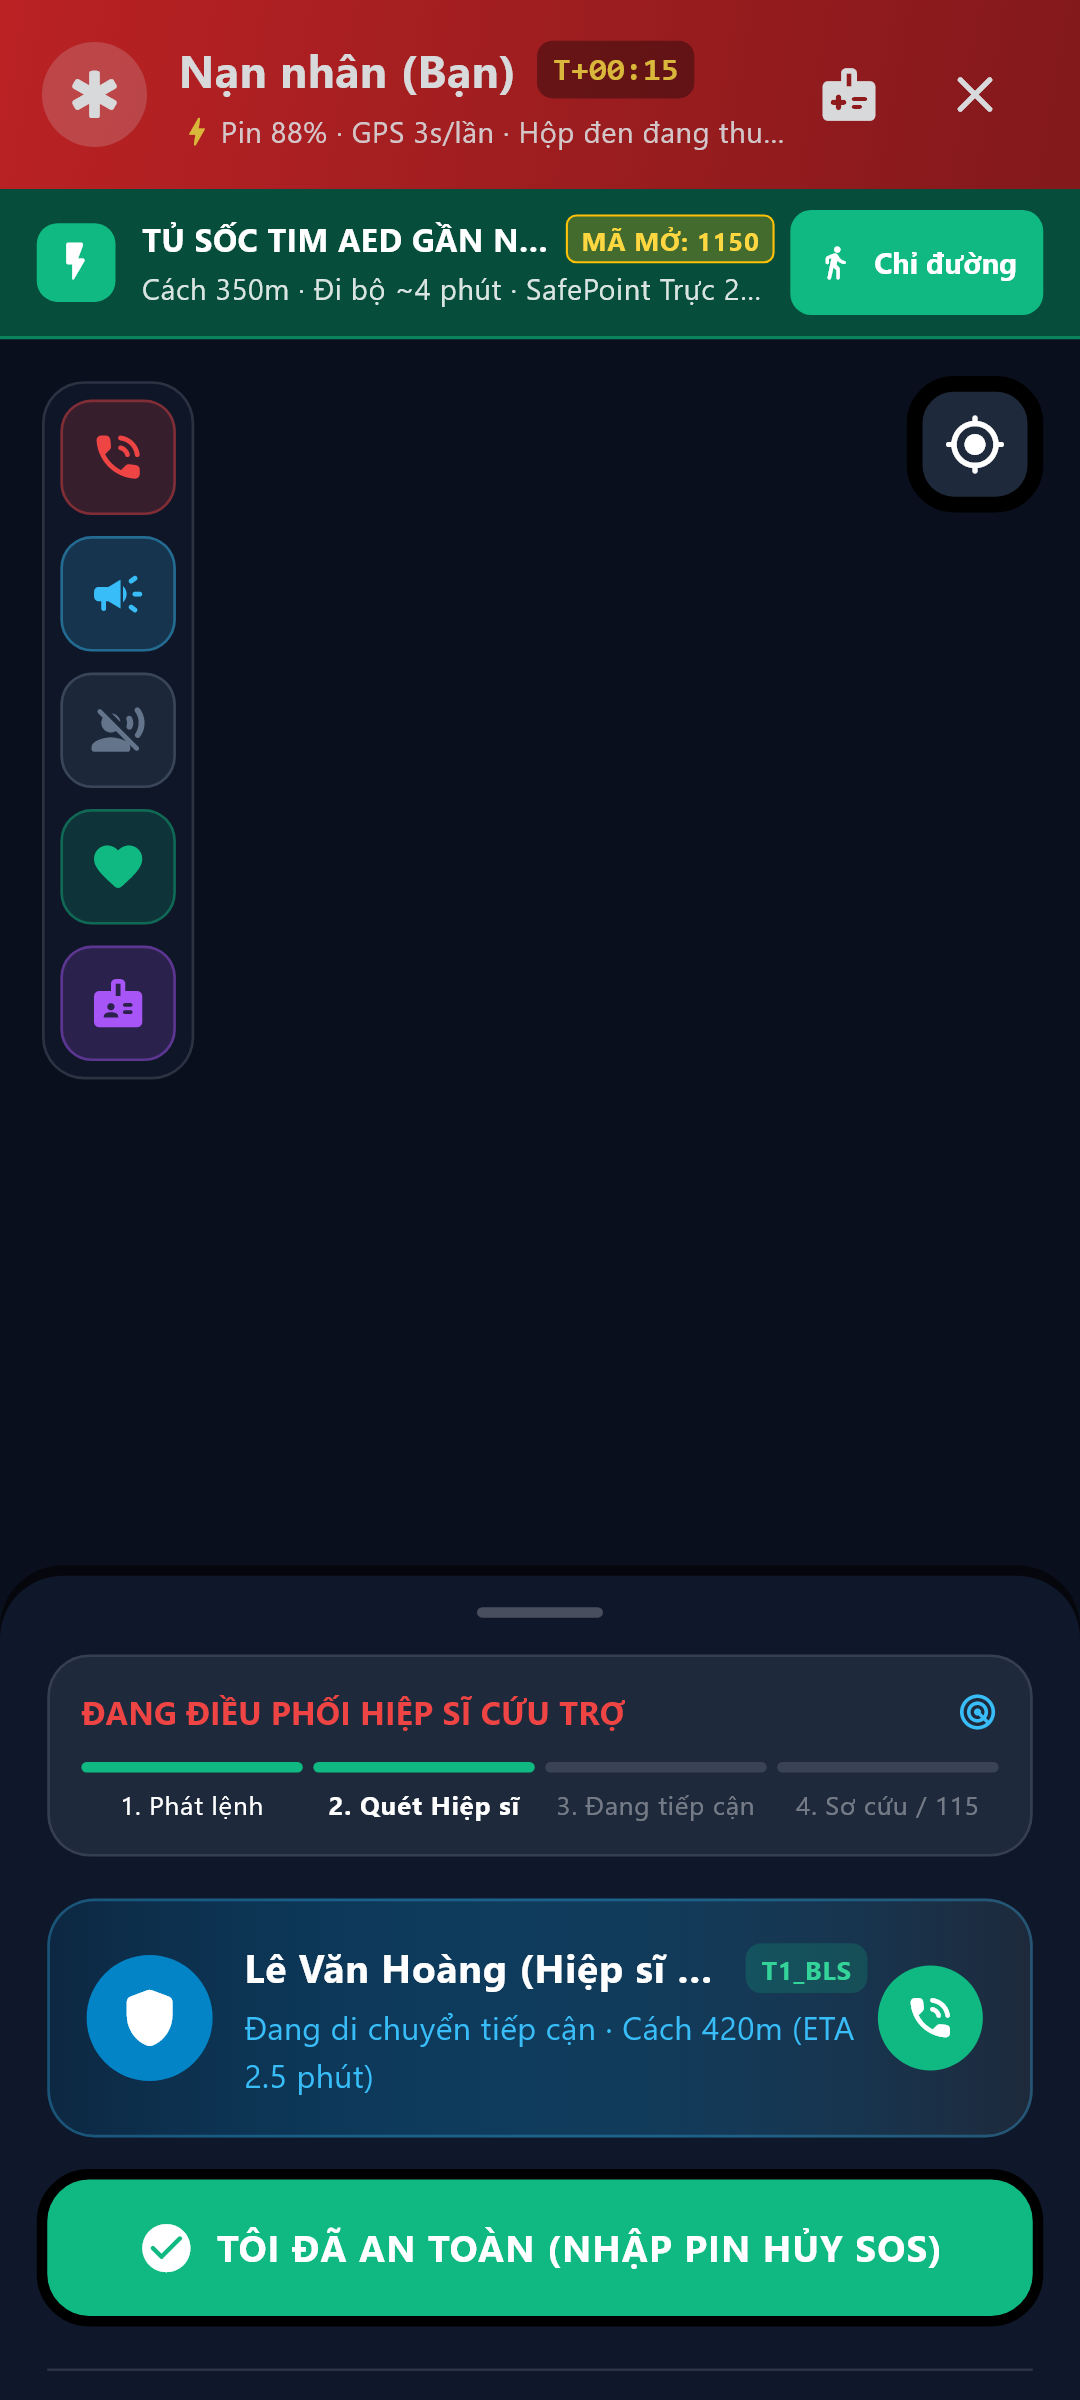 Nạn nhân (Bạn)
T+00:15
Pin 88% · GPS 3s/lần · Hộp đen đang thu...
TỦ SỐC TIM AED GẦN N...
MÃ MỞ: 1150
Cách 350m · Đi bộ ~4 phút · SafePoint Trực 2...
Chỉ đường
ĐANG ĐIỀU PHỐI HIỆP SĨ CỨU TRỢ
1. Phát lệnh
2. Quét Hiệp sĩ
3. Đang tiếp cận
4. Sơ cứu / 115
Lê Văn Hoàng (Hiệp sĩ ...
T1_BLS
Đang di chuyển tiếp cận · Cách 420m (ETA
2.5 phút)
TÔI ĐÃ AN TOÀN (NHẬP PIN HỦY SOS)